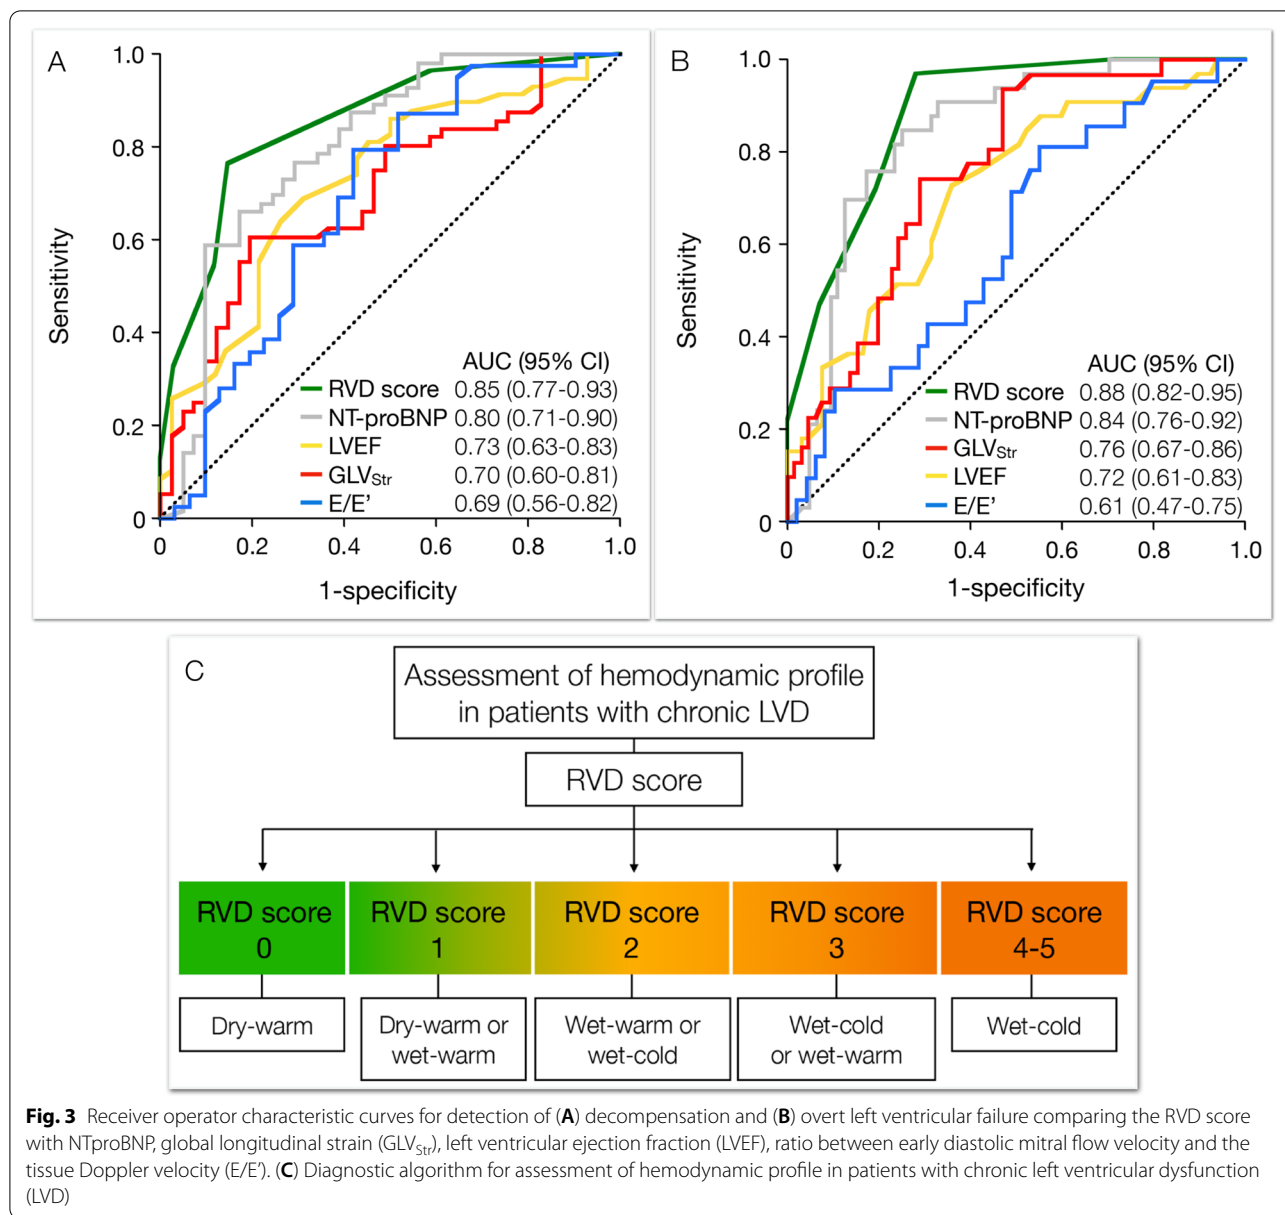 A
1.0
0.8
0.6
0.4
0.2
0
Sensitivity
AUC (95% CI)
RVD score 0.85 (0.77-0.93)
NT-proBNP 0.80 (0.71-0.90)
LVEF 0.73 (0.63-0.83)
GLVStr 0.70 (0.60-0.81)
E/E' 0.69 (0.56-0.82)
0 0.2 0.4 0.6 0.8 1.0
1-specificity
B
1.0
0.8
0.6
0.4
0.2
0
Sensitivity
AUC (95% CI)
RVD score 0.88 (0.82-0.95)
NT-proBNP 0.84 (0.76-0.92)
GLVStr 0.76 (0.67-0.86)
LVEF 0.72 (0.61-0.83)
E/E' 0.61 (0.47-0.75)
0 0.2 0.4 0.6 0.8 1.0
1-specificity
C
Assessment of hemodynamic profile
in patients with chronic LVD
RVD score
RVD score
0
RVD score
1
RVD score
2
RVD score
3
RVD score
4-5
Dry-warm
Dry-warm or
wet-warm
Wet-warm or
wet-cold
Wet-cold
or wet-warm
Wet-cold
Fig. 3 Receiver operator characteristic curves for detection of (A) decompensation and (B) overt left ventricular failure comparing the RVD score
with NTproBNP, global longitudinal strain (GLVStr), left ventricular ejection fraction (LVEF), ratio between early diastolic mitral flow velocity and the
tissue Doppler velocity (E/E'). (C) Diagnostic algorithm for assessment of hemodynamic profile in patients with chronic left ventricular dysfunction
(LVD)